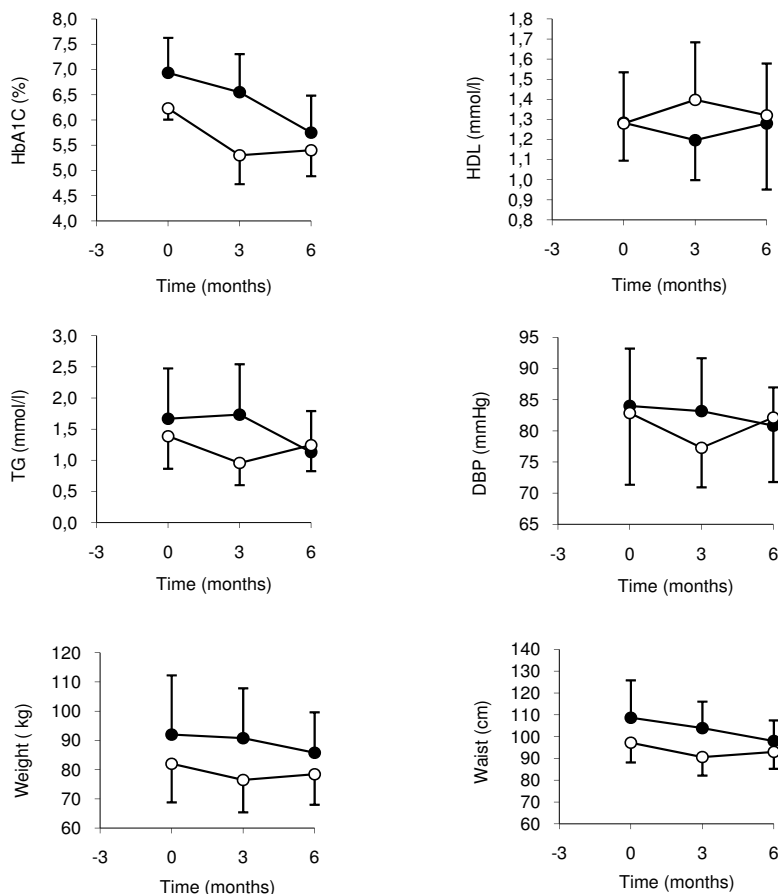 HbA1C (%)
8,0
7,5
7,0
6,5
6,0
5,5
5,0
4,5
4,0
-3 0 3 6
Time (months)
HDL (mmol/l)
1,8
1,7
1,6
1,5
1,4
1,3
1,2
1,1
1,0
0,9
0,8
-3 0 3 6
Time (months)
TG (mmol/l)
3,0
2,5
2,0
1,5
1,0
0,5
0,0
-3 0 3 6
Time (months)
DBP (mmHg)
95
90
85
80
75
70
65
-3 0 3 6
Time (months)
Weight ( kg)
120
110
100
90
80
70
60
-3 0 3 6
Time (months)
Waist (cm)
140
130
120
110
100
90
80
70
60
-3 0 3 6
Time (months)